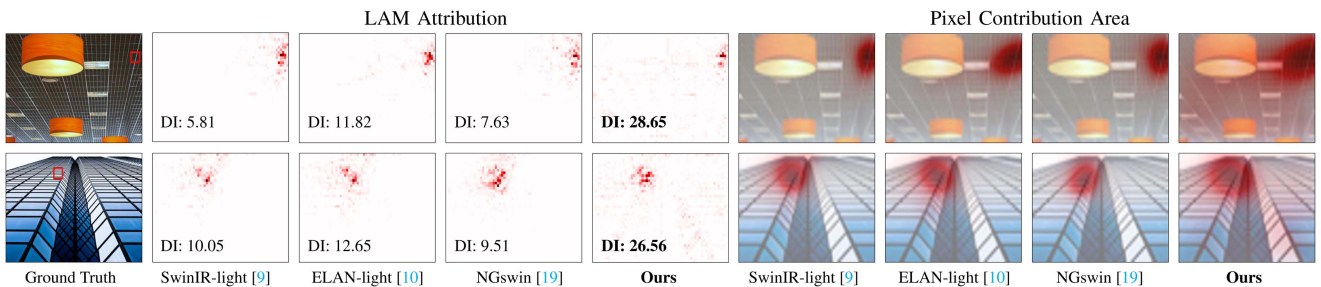 LAM Attribution Pixel Contribution Area
DI: 5.81 DI: 11.82 DI: 7.63 DI: 28.65
DI: 10.05 DI: 12.65 DI: 9.51 DI: 26.56
Ground Truth SwinIR-light [9] ELAN-light [10] NGswin [19] Ours SwinIR-light [9] ELAN-light [10] NGswin [19] Ours